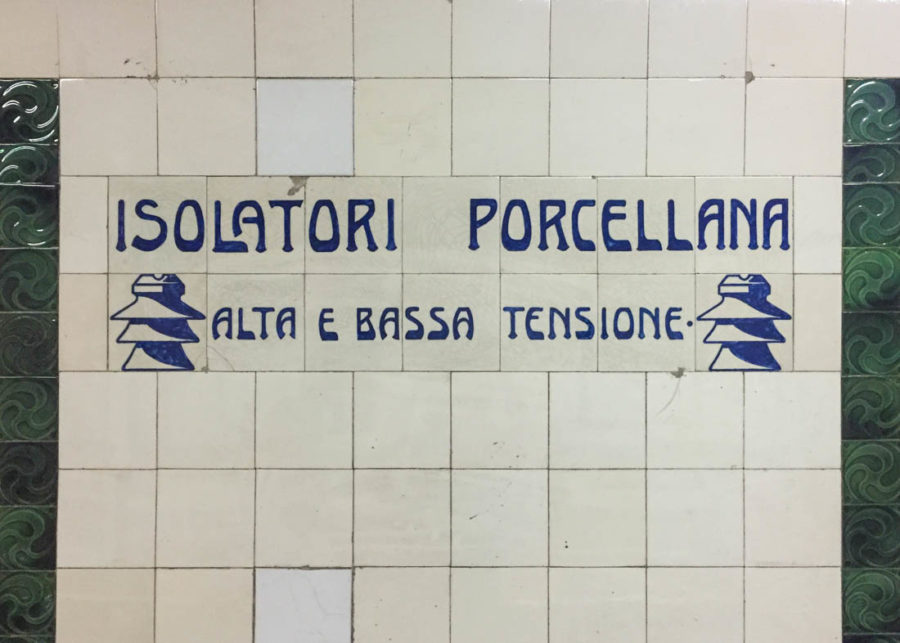 ISOLATORI PORCELLANA
ALTA E BASSA TENSIONE·